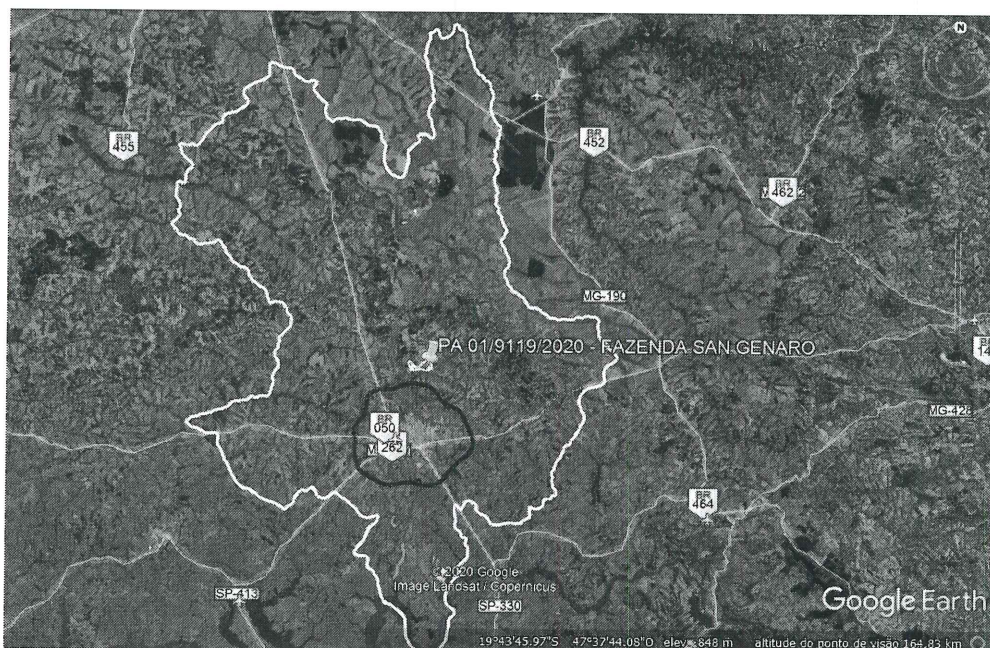 N
BR
455
BR
452
462
MG-190
PA 01/9119/2020 - FAZENDA SAN GENARO
BR
050
262
MG-428
BR
464
© 2020 Google
Image Landsat / Copernicus
SP-413
SP-330
Google Earth
19°43'45.97"S 47°37'44.08"O elev 848 m altitude do ponto de visão 164.83 km